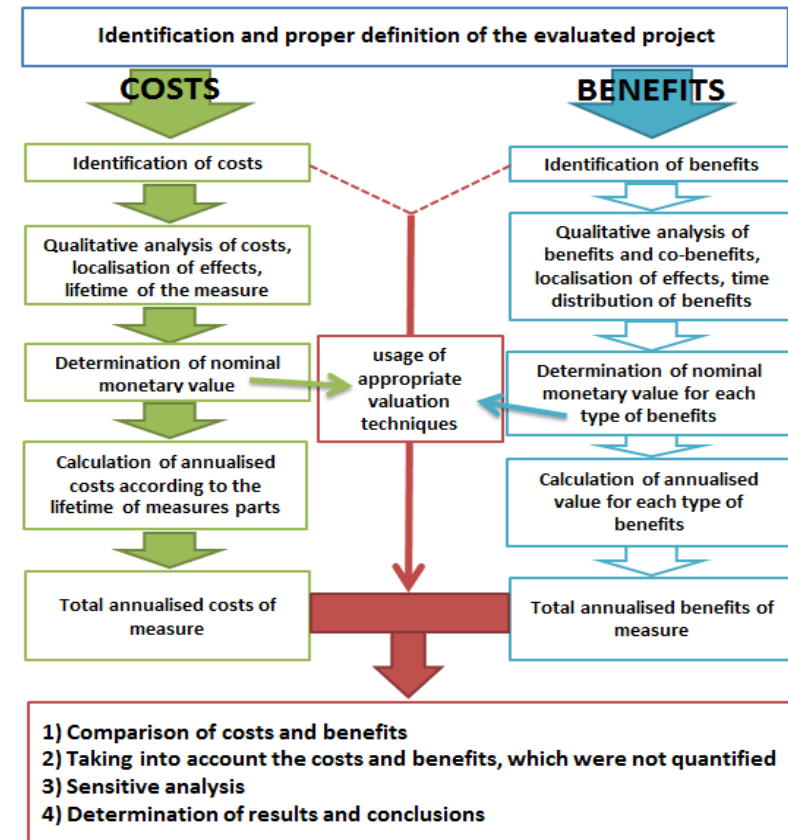 Identification and proper definition of the evaluated project
COSTS
BENEFITS
Identification of costs
Identification of benefits
Qualitative analysis of costs,
localisation of effects,
lifetime of the measure
Qualitative analysis of
benefits and co-benefits,
localisation of effects, time
distribution of benefits
Determination of nominal
monetary value
usage of
appropriate
valuation
techniques
Determination of nominal
monetary value for each
type of benefits
Calculation of annualised
costs according to the
lifetime of measures parts
Calculation of annualised
value for each type of
benefits
Total annualised costs of
measure
Total annualised benefits of
measure
1) Comparison of costs and benefits
2) Taking into account the costs and benefits, which were not quantified
3) Sensitive analysis
4) Determination of results and conclusions